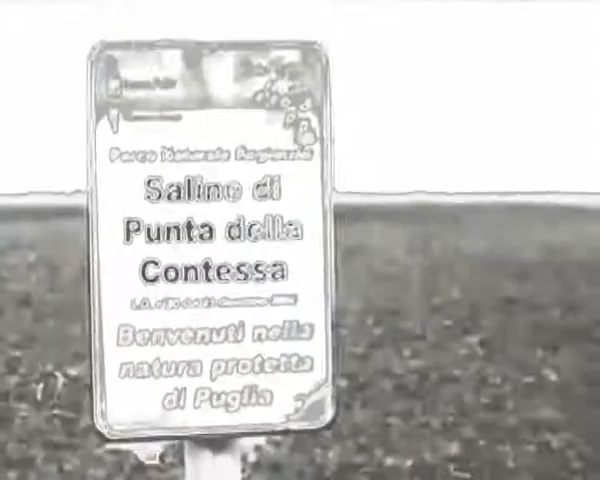 Parco Naturale Regionale
Saline di
Punta della
Contessa
Benvenuti nella
natura protetta
di Puglia